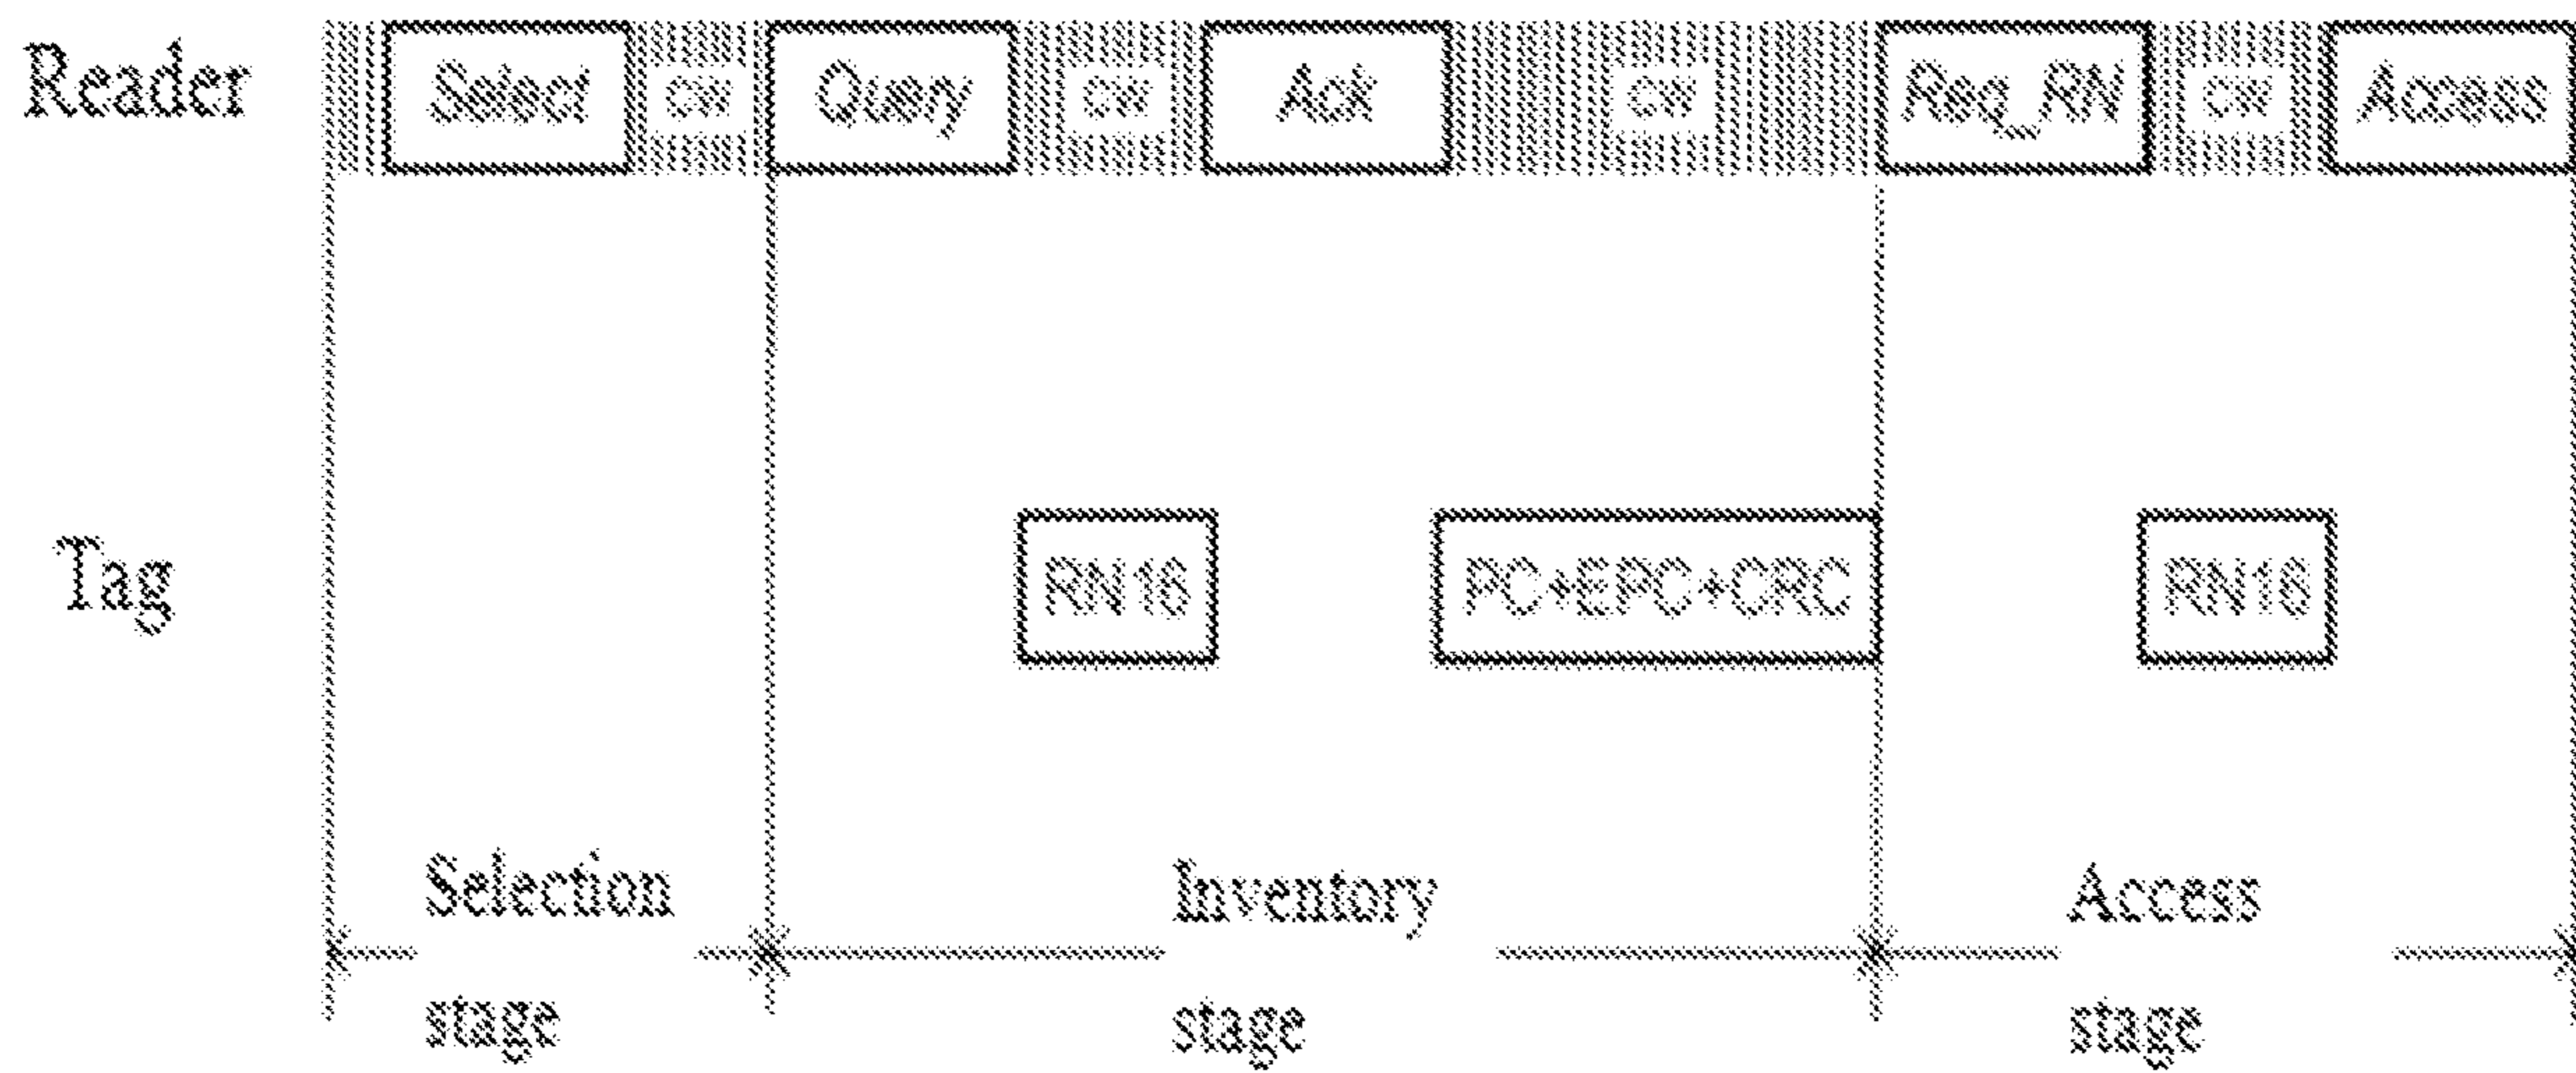 Reader Select cw Query cw Ack cw Req_RN cw Access
Tag RN16 PC+EPC+CRC RN16
Selection Inventory Access
stage stage stage